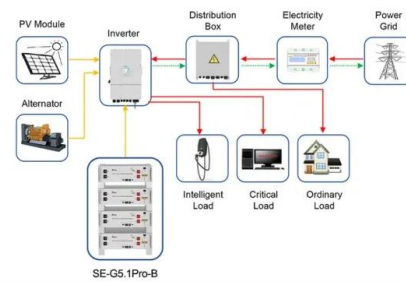 PV Module
Inverter
Distribution
Box
Electricity
Meter
Power
Grid
Alternator
Intelligent
Load
Critical
Load
Ordinary
Load
SE-G5.1Pro-B